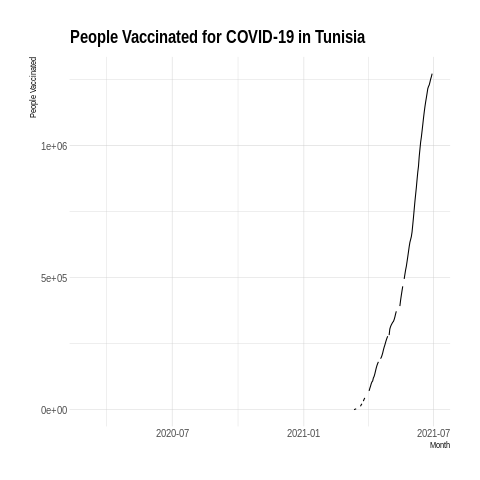 People Vaccinated for COVID-19 in Tunisia
People Vaccinated
1e+06
5e+05
0e+00
2020-07
2021-01
2021-07
Month